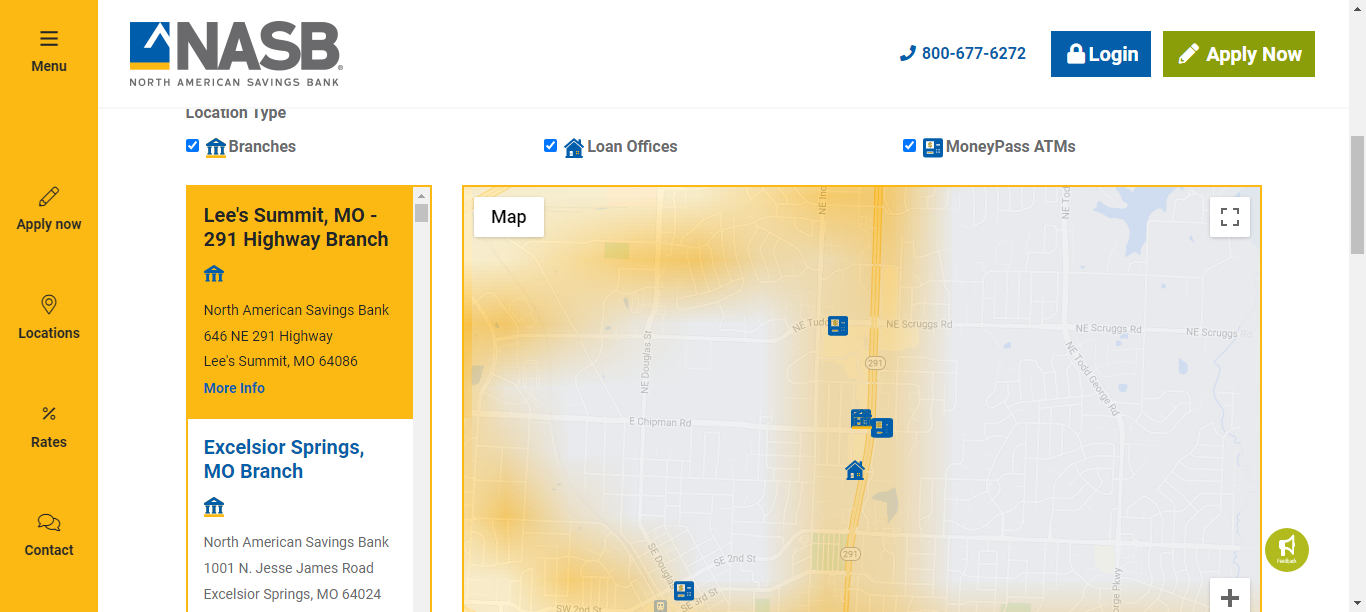 Menu
Apply now
Locations
Rates
Contact
NASB
NORTH AMERICAN SAVINGS BANK
800-677-6272
Login
Apply Now
Location Type
Branches
Loan Offices
MoneyPass ATMs
Lee's Summit, MO -
291 Highway Branch
North American Savings Bank
646 NE 291 Highway
Lee's Summit, MO 64086
More Info
Excelsior Springs,
MO Branch
North American Savings Bank
1001 N. Jesse James Road
Excelsior Springs, MO 64024
Map
NE Scruggs Rd
NE Scruggs Rd
NE Scruggs
291
NE Douglas St
NE Todd George Rd
E Chipman Rd
291
SE 2nd St
SE Douglas St
SE 3rd St
SW 2nd St
Feedback